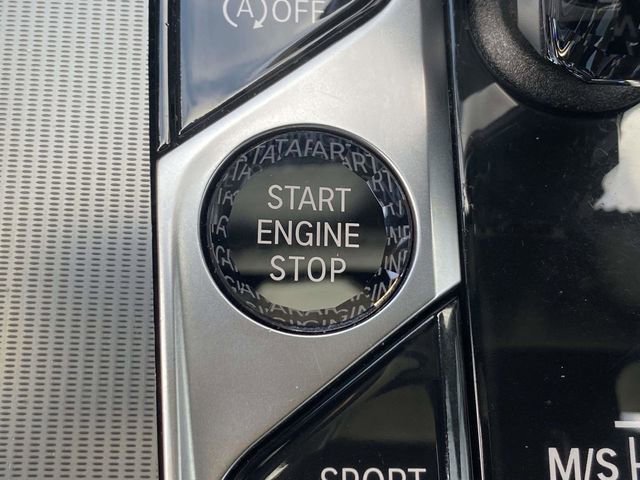 (A) OFF
START
ENGINE
STOP
SPORT
M/S